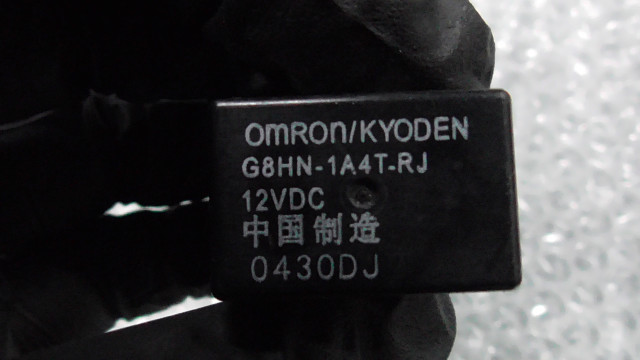 omRon/KYODEN
G8HN-1A4T-RJ
12VDC
中国制造
0430DJ